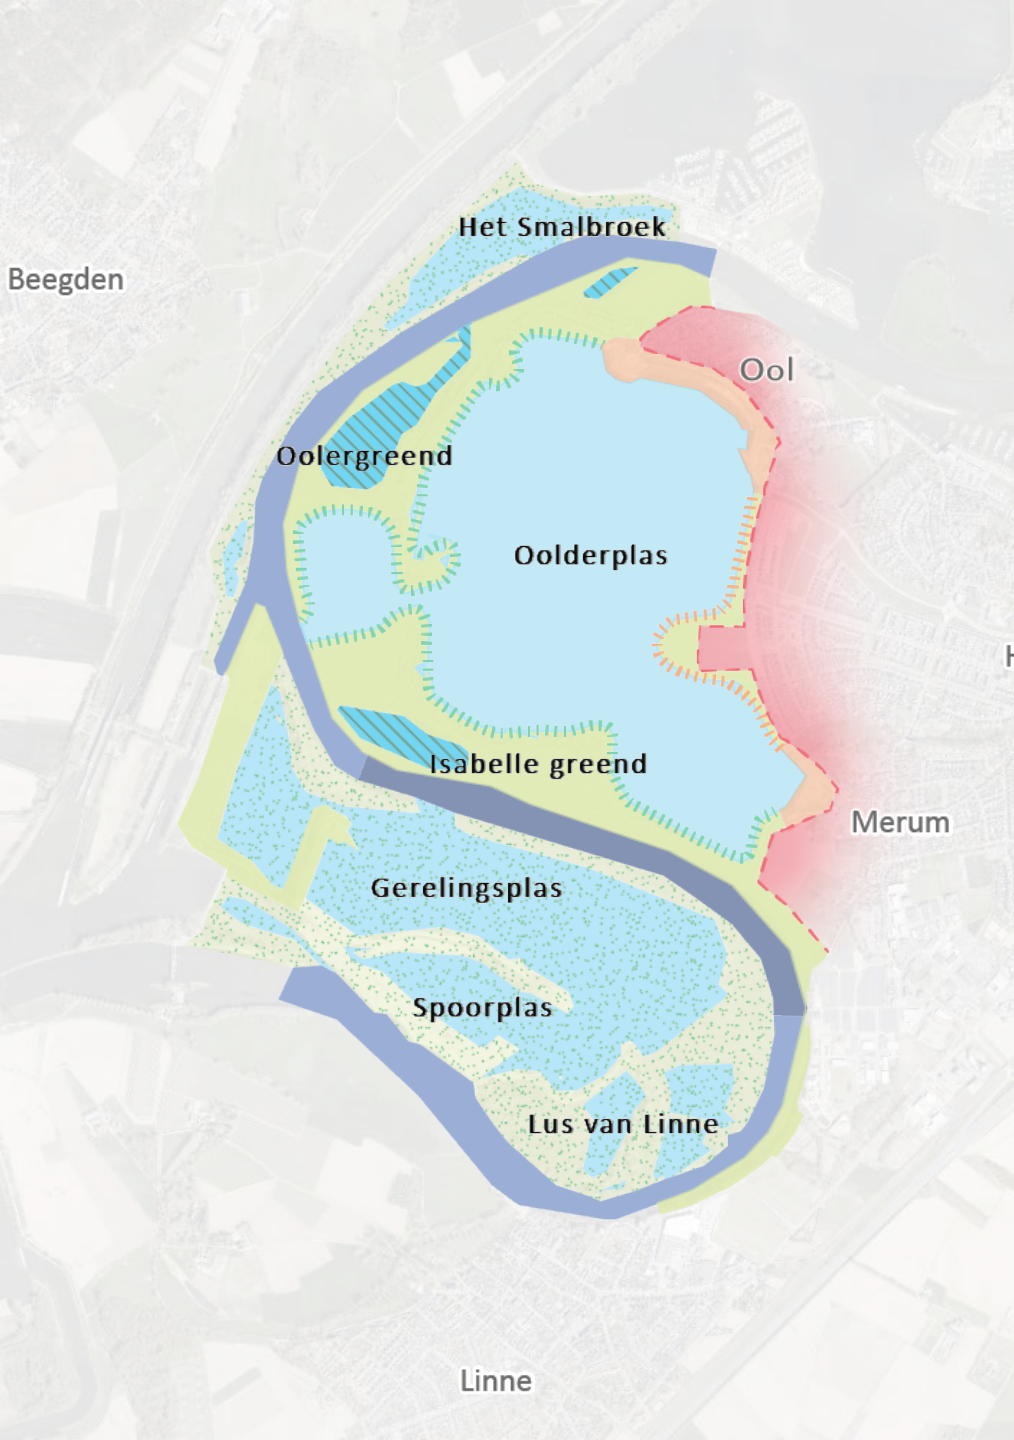 Het Smalbroek
Beegden
Ool
Oolergreend
Oolderplas
H
Isabelle greend
Merum
Gerelingsplas
Spoorplas
Lus van Linne
Linne